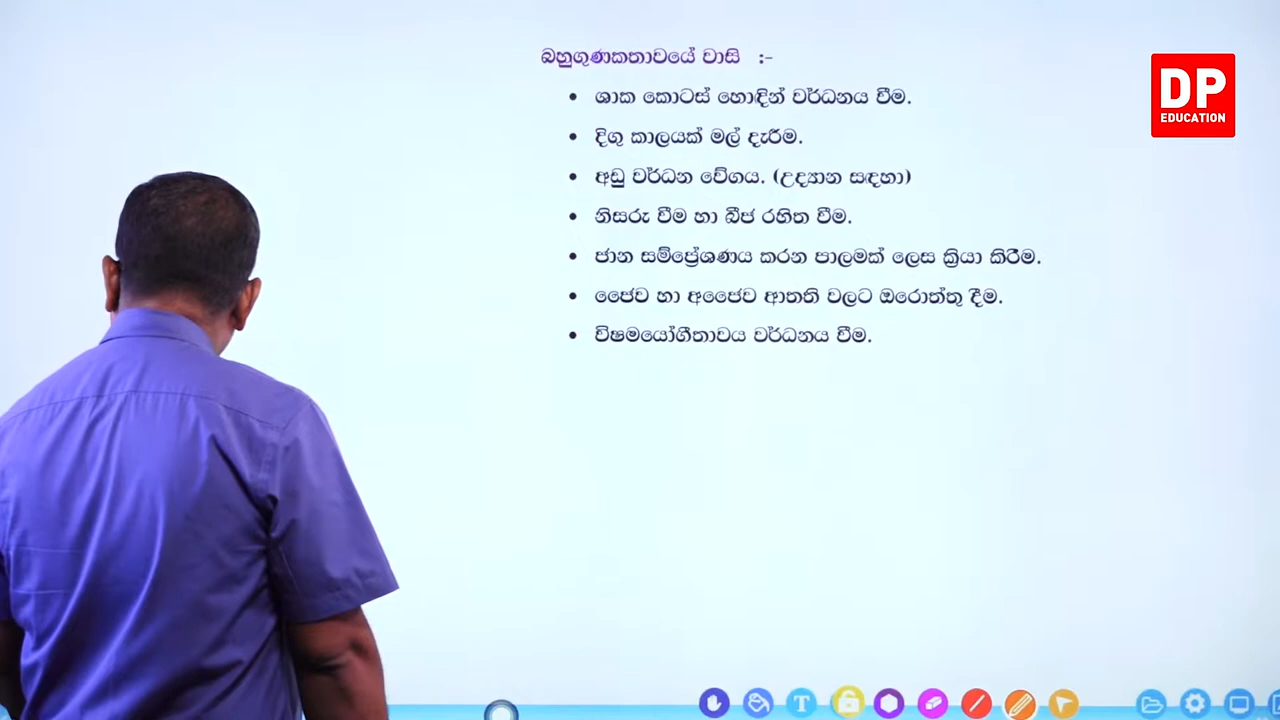 බහුගුණකතාවයේ වාසි :-
• ශාක කොටස් හොඳින් වර්ධනය වීම.
• දිගු කාලයක් මල් දැරීම.
• අඩු වර්ධන වේගය. (උද්‍යාන සඳහා)
• නිසරු වීම හා බීජ රහිත වීම.
• ජාන සම්ප්‍රේශණය කරන පාලමක් ලෙස ක්‍රියා කිරීම.
• ජෛව හා අජෛව ආතති වලට ඔරොත්තු දීම.
• විෂමයෝගීතාවය වර්ධනය වීම.
DP
EDUCATION